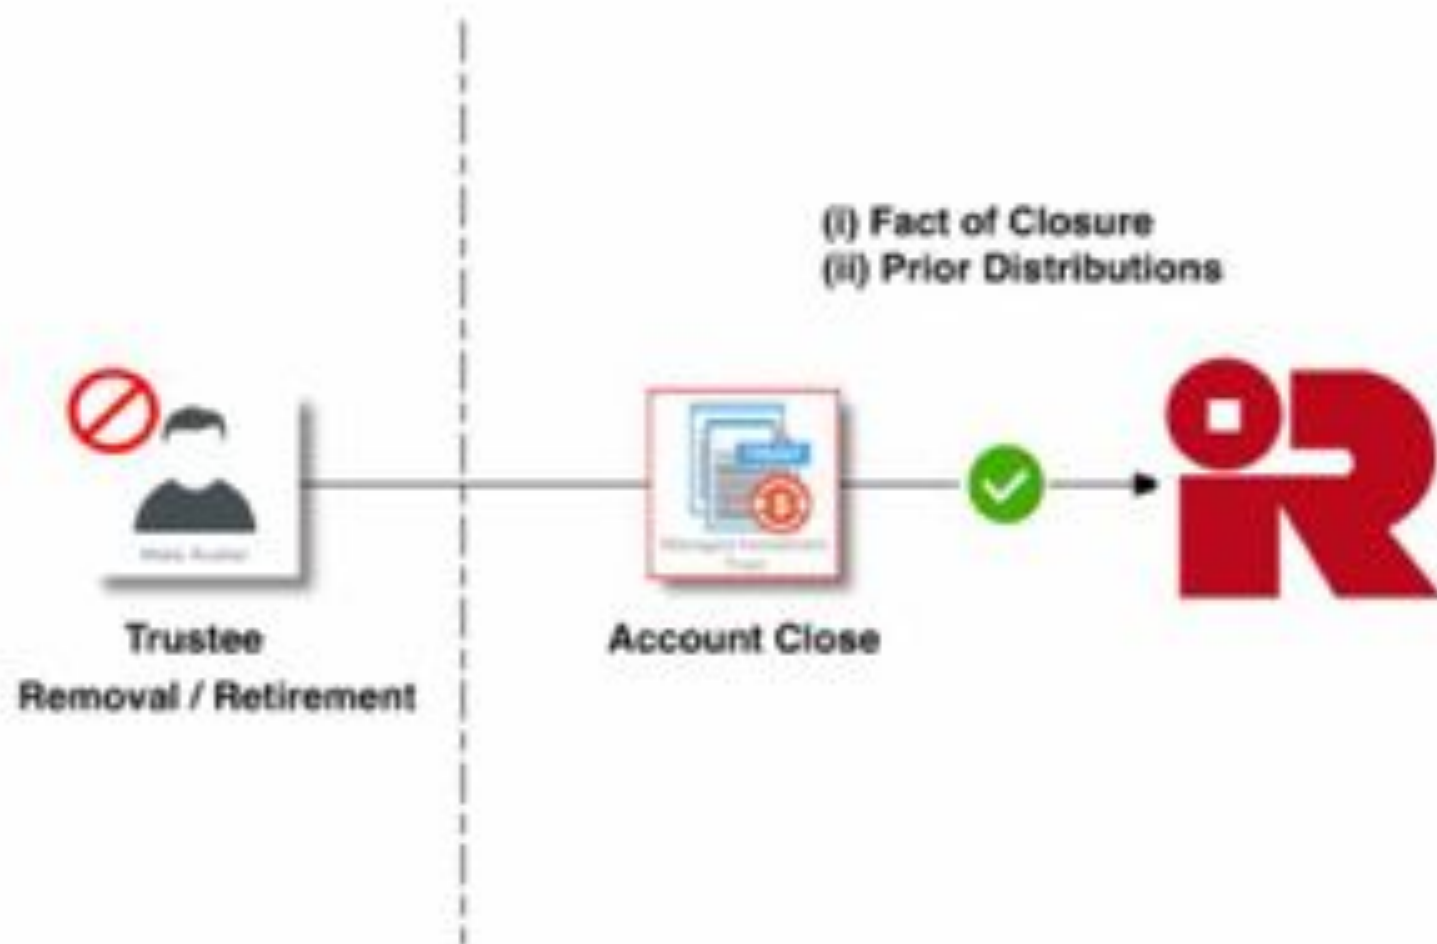 (i) Fact of Closure
(ii) Prior Distributions
Trustee
Removal / Retirement
Account Close